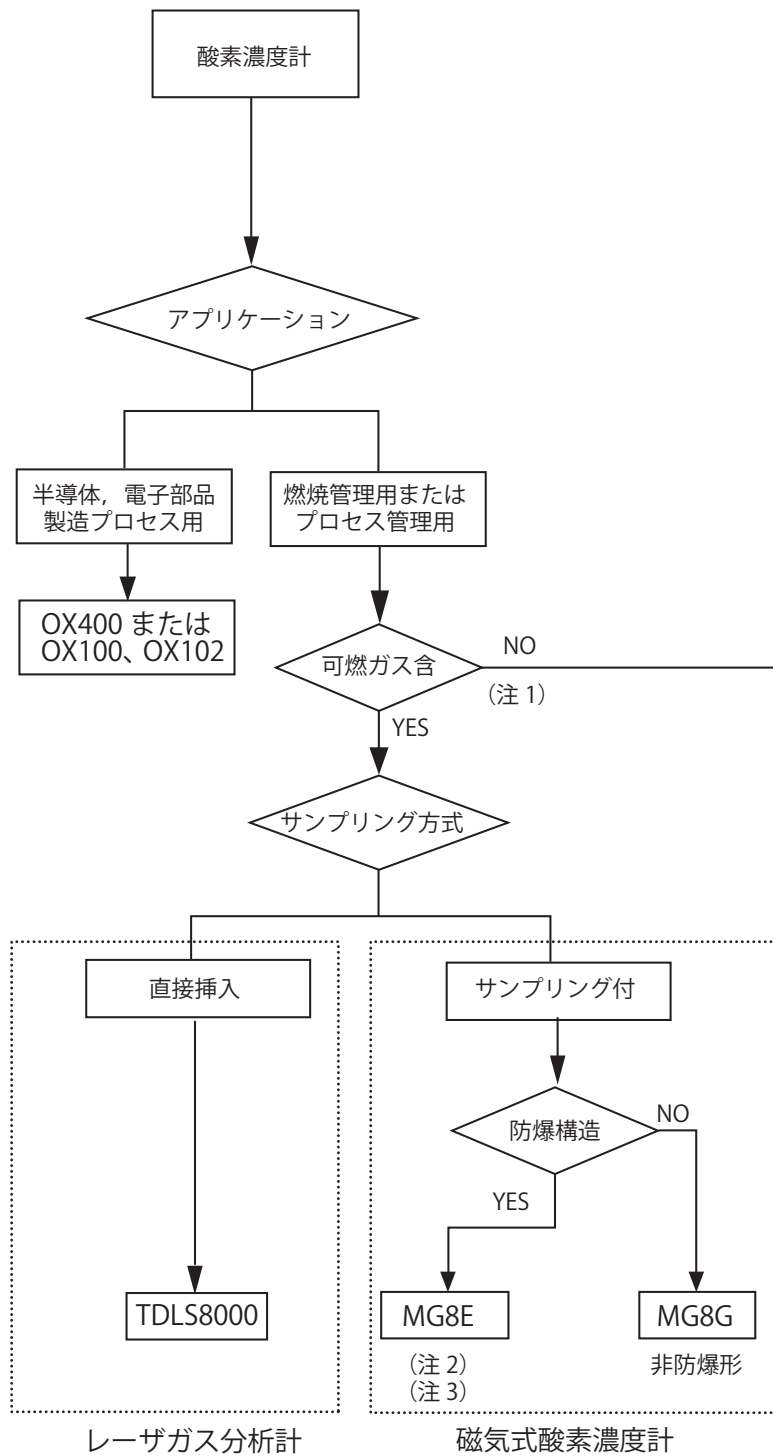 酸素濃度計
アプリケーション
半導体，電子部品
製造プロセス用
燃焼管理用または
プロセス管理用
OX400 または
OX100、OX102
可燃ガス含
NO
（注 1）
YES
サンプリング方式
直接挿入
サンプリング付
防爆構造
NO
YES
TDLS8000
MG8E
MG8G
（注 2）
（注 3）
非防爆形
レーザガス分析計
磁気式酸素濃度計